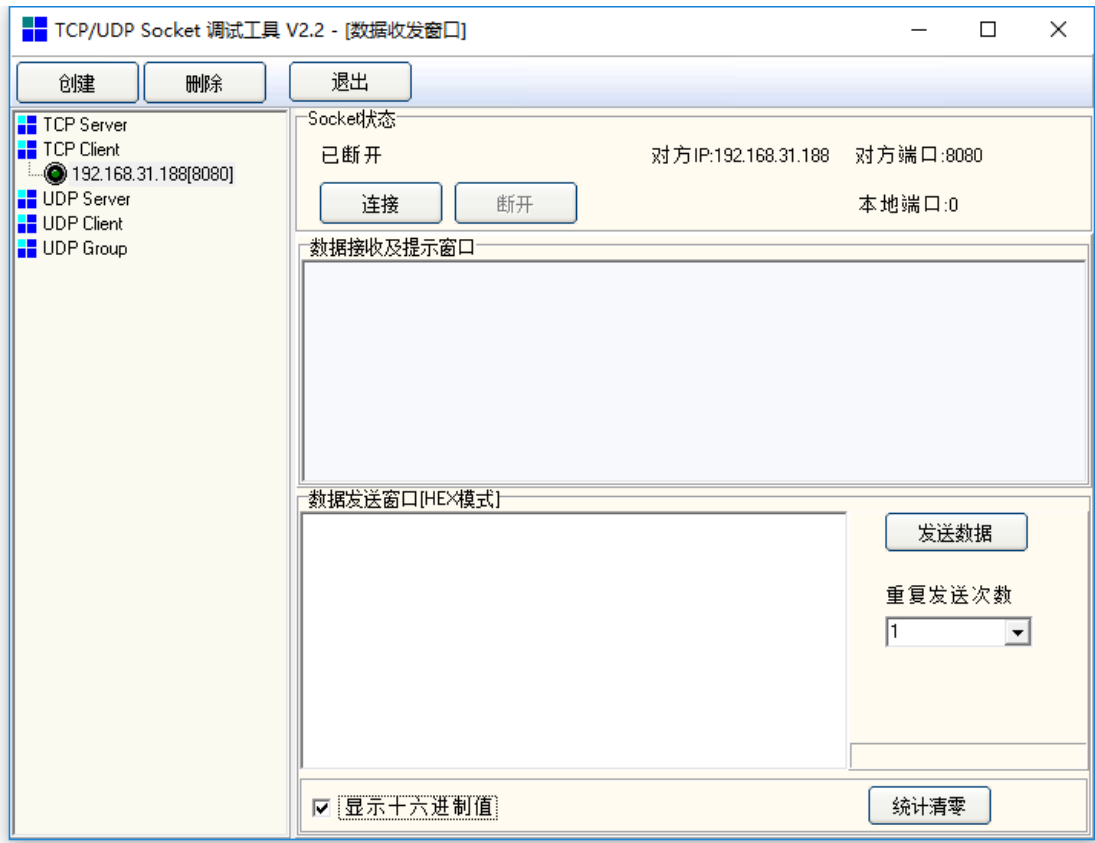 TCP/UDP Socket 调试工具 V2.2 - [数据收发窗口]
创建 删除 退出
TCP Server
TCP Client
192.168.31.188[8080]
UDP Server
UDP Client
UDP Group
Socket状态
已断开 对方IP:192.168.31.188 对方端口:8080
连接 断开 本地端口:0
数据接收及提示窗口
数据发送窗口[HEX模式]
发送数据
重复发送次数
1
显示十六进制值 统计清零